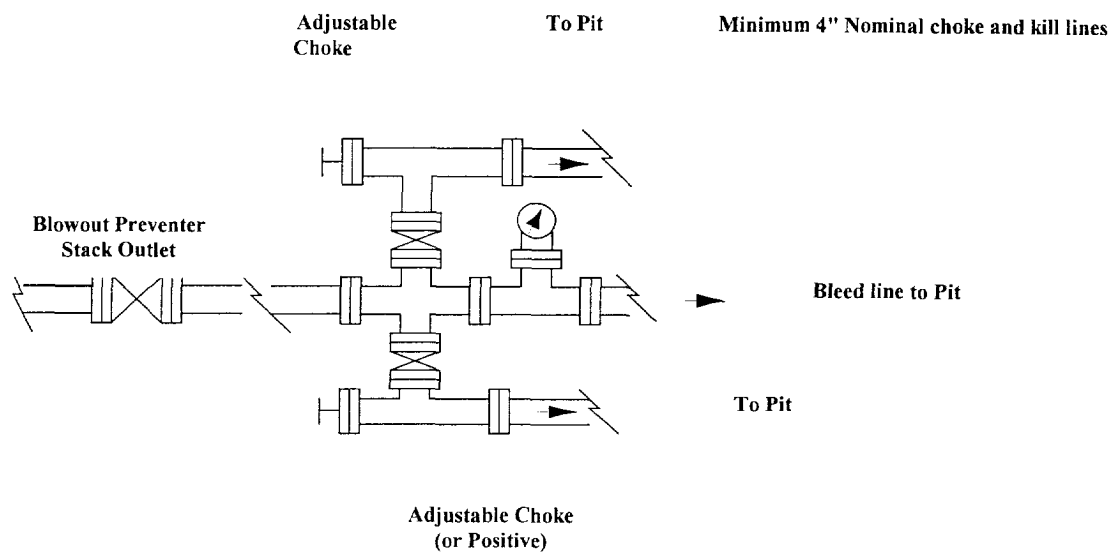 Adjustable
Choke
To Pit
Minimum 4" Nominal choke and kill lines
Blowout Preventer
Stack Outlet
Bleed line to Pit
To Pit
Adjustable Choke
(or Positive)